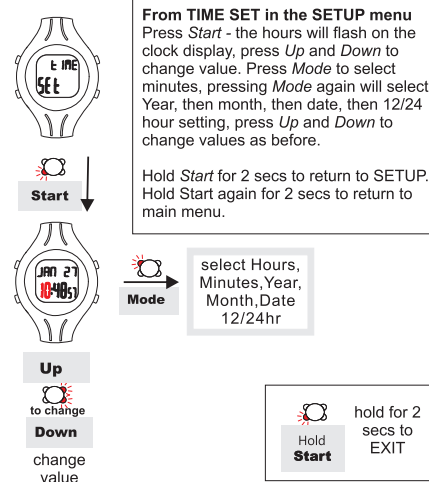 t IME
SEt
Start
From TIME SET in the SETUP menu
Press Start - the hours will flash on the
clock display, press Up and Down to
change value. Press Mode to select
minutes, pressing Mode again will select
Year, then month, then date, then 12/24
hour setting, press Up and Down to
change values as before.
Hold Start for 2 secs to return to SETUP.
Hold Start again for 2 secs to return to
main menu.
JAN 27
10:4857
Mode
select Hours,
Minutes,Year,
Month,Date
12/24hr
Up
to change
Down
change
value
Hold
Start
hold for 2
secs to
EXIT